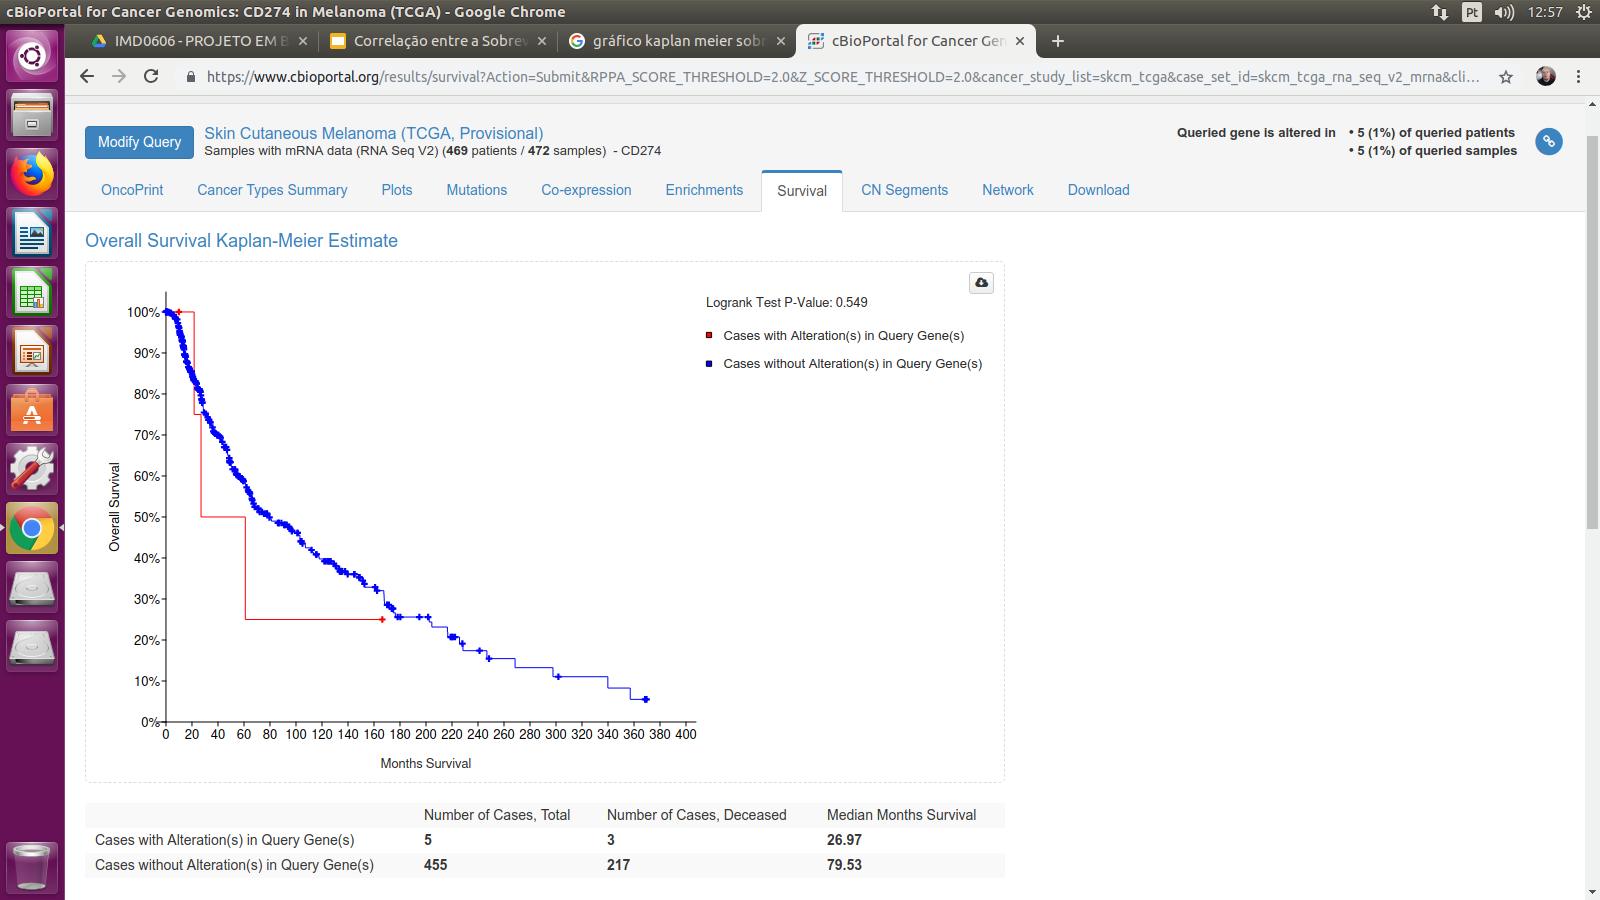 cBioPortal for Cancer Genomics: CD274 in Melanoma (TCGA) - Google Chrome
Pt
12:57
IMD0606 - PROJETO EM B
Correlação entre a Sobrev
gráfico kaplan meier sobr
cBioPortal for Cancer Gen
https://www.cbioportal.org/results/survival?Action=Submit&RPPA_SCORE_THRESHOLD=2.0&Z_SCORE_THRESHOLD=2.0&cancer_study_list=skcm_tcga&case_set_id=skcm_tcga_rna_seq_v2_mrna&cli...
Modify Query
Skin Cutaneous Melanoma (TCGA, Provisional)
Samples with mRNA data (RNA Seq V2) (469 patients / 472 samples) - CD274
Queried gene is altered in
• 5 (1%) of queried patients
• 5 (1%) of queried samples
OncoPrint
Cancer Types Summary
Plots
Mutations
Co-expression
Enrichments
Survival
CN Segments
Network
Download
Overall Survival Kaplan-Meier Estimate
Logrank Test P-Value: 0.549
Cases with Alteration(s) in Query Gene(s)
Cases without Alteration(s) in Query Gene(s)
100%
90%
80%
70%
60%
50%
40%
30%
20%
10%
0%
Overall Survival
0 20 40 60 80 100 120 140 160 180 200 220 240 260 280 300 320 340 360 380 400
Months Survival
Number of Cases, Total Number of Cases, Deceased Median Months Survival
Cases with Alteration(s) in Query Gene(s) 5 3 26.97
Cases without Alteration(s) in Query Gene(s) 455 217 79.53